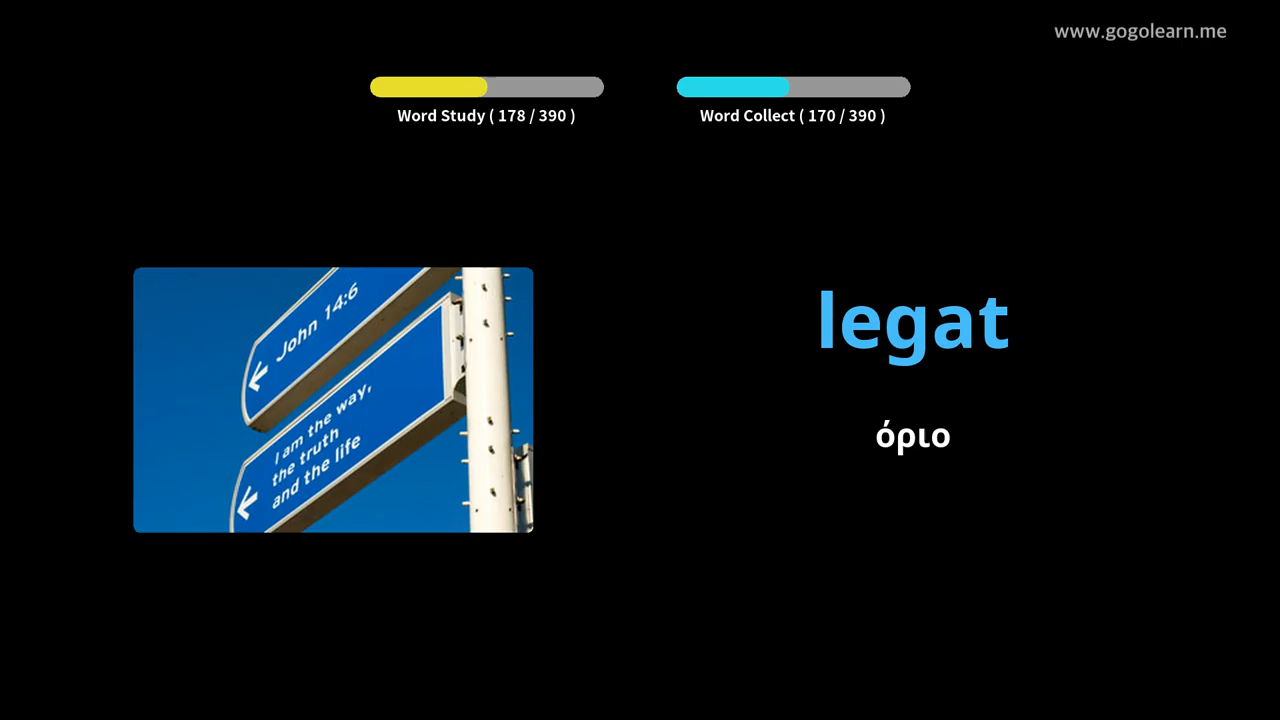 www.gogolearn.me
Word Study ( 178 / 390 )
Word Collect ( 170 / 390 )
John 14:6
I am the way,
the truth
and the life
legat
όριο